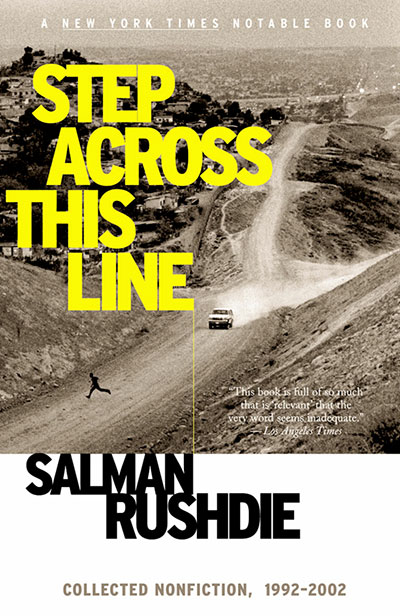 A NEW YORK TIMES NOTABLE BOOK
STEP
ACROSS
THIS
LINE
"This book is full of so much
that is 'relevant' that the
very word seems inadequate."
— Los Angeles Times
SALMAN
RUSHDIE
COLLECTED NONFICTION, 1992–2002